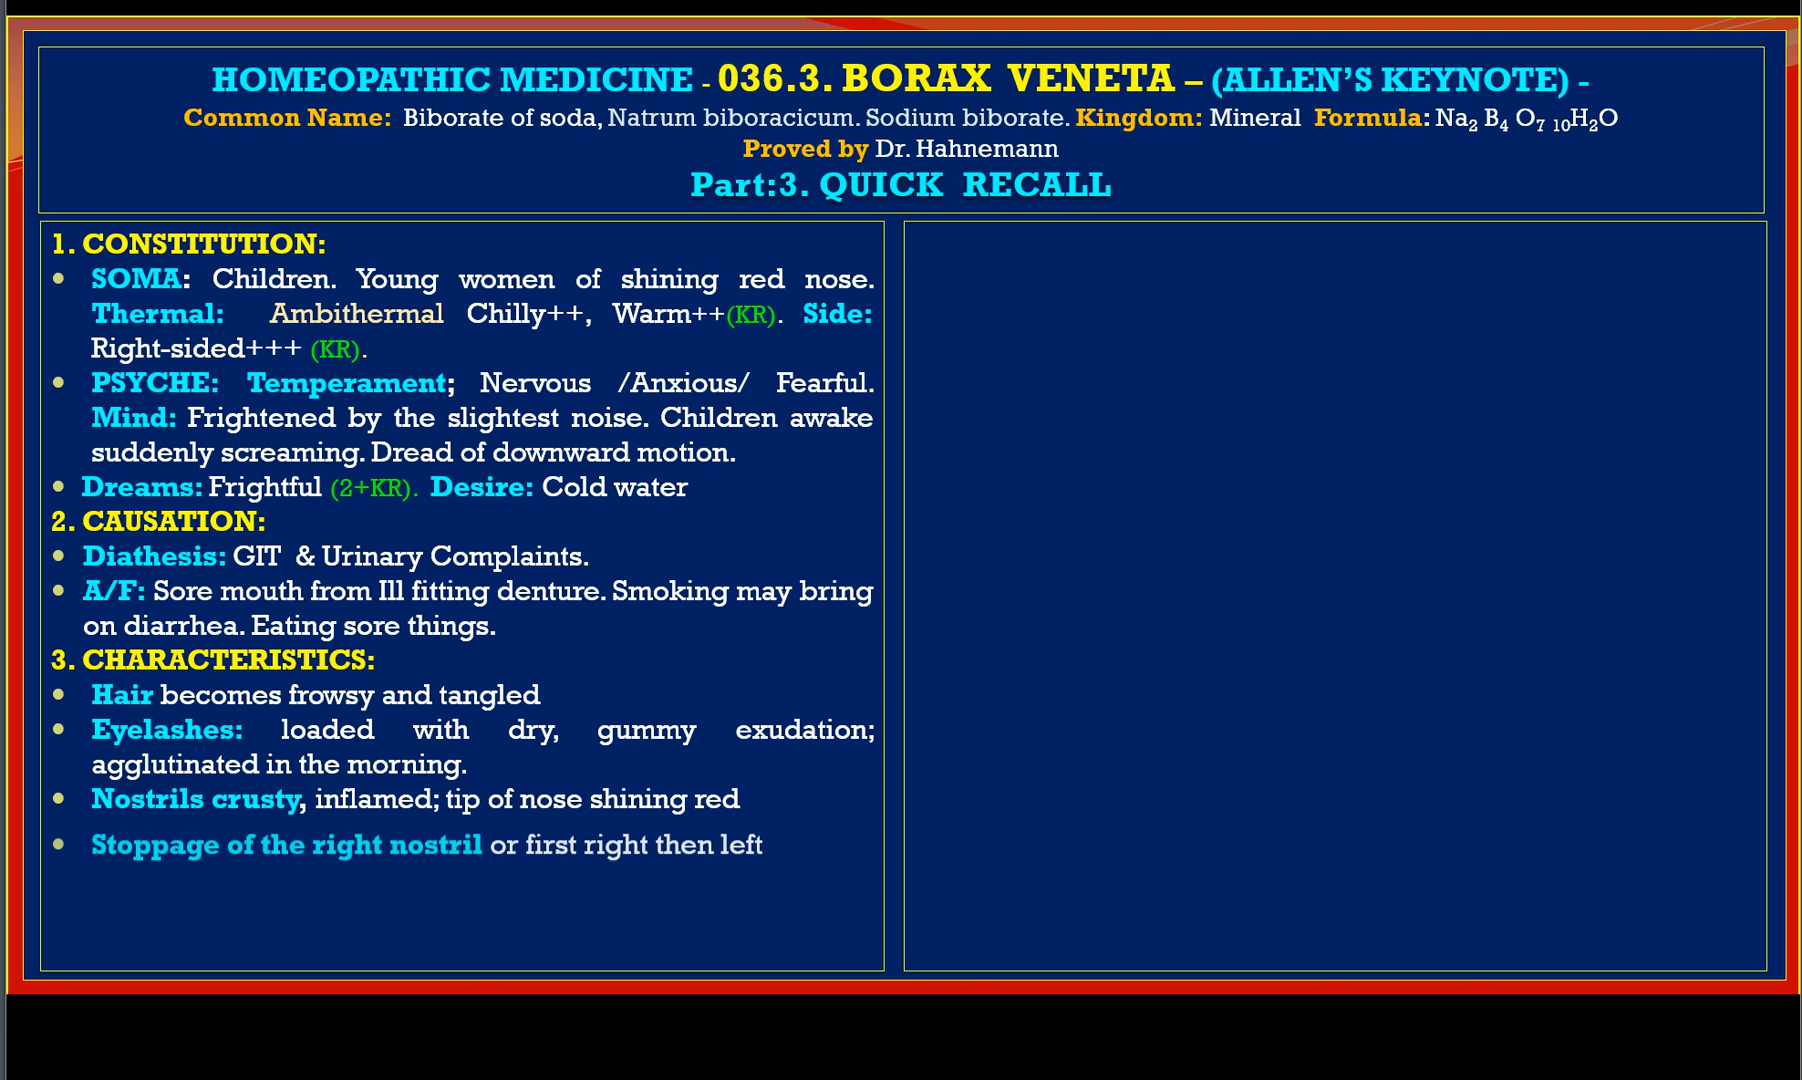 HOMEOPATHIC MEDICINE - 036.3. BORAX VENETA – (ALLEN’S KEYNOTE) -
Common Name: Biborate of soda, Natrum biboracicum. Sodium biborate. Kingdom: Mineral Formula: Na2 B4 O7 10H2O
Proved by Dr. Hahnemann
Part:3. QUICK RECALL
1. CONSTITUTION:
• SOMA: Children. Young women of shining red nose.
Thermal: Ambithermal Chilly++, Warm++(KR). Side:
Right-sided+++ (KR).
• PSYCHE: Temperament; Nervous /Anxious/ Fearful.
Mind: Frightened by the slightest noise. Children awake
suddenly screaming. Dread of downward motion.
• Dreams: Frightful (2+KR). Desire: Cold water
2. CAUSATION:
• Diathesis: GIT & Urinary Complaints.
• A/F: Sore mouth from Ill fitting denture. Smoking may bring
on diarrhea. Eating sore things.
3. CHARACTERISTICS:
• Hair becomes frowsy and tangled
• Eyelashes: loaded with dry, gummy exudation;
agglutinated in the morning.
• Nostrils crusty, inflamed; tip of nose shining red
• Stoppage of the right nostril or first right then left